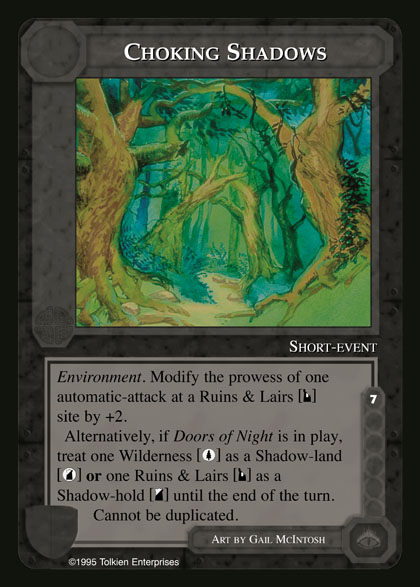 Choking Shadows
Short-event
Environment. Modify the prowess of one
automatic-attack at a Ruins & Lairs []
site by +2.
7
Alternatively, if Doors of Night is in play,
treat one Wilderness [] as a Shadow-land
[] or one Ruins & Lairs [] as a
Shadow-hold [] until the end of the turn.
Cannot be duplicated.
Art by Gail McIntosh
©1995 Tolkien Enterprises